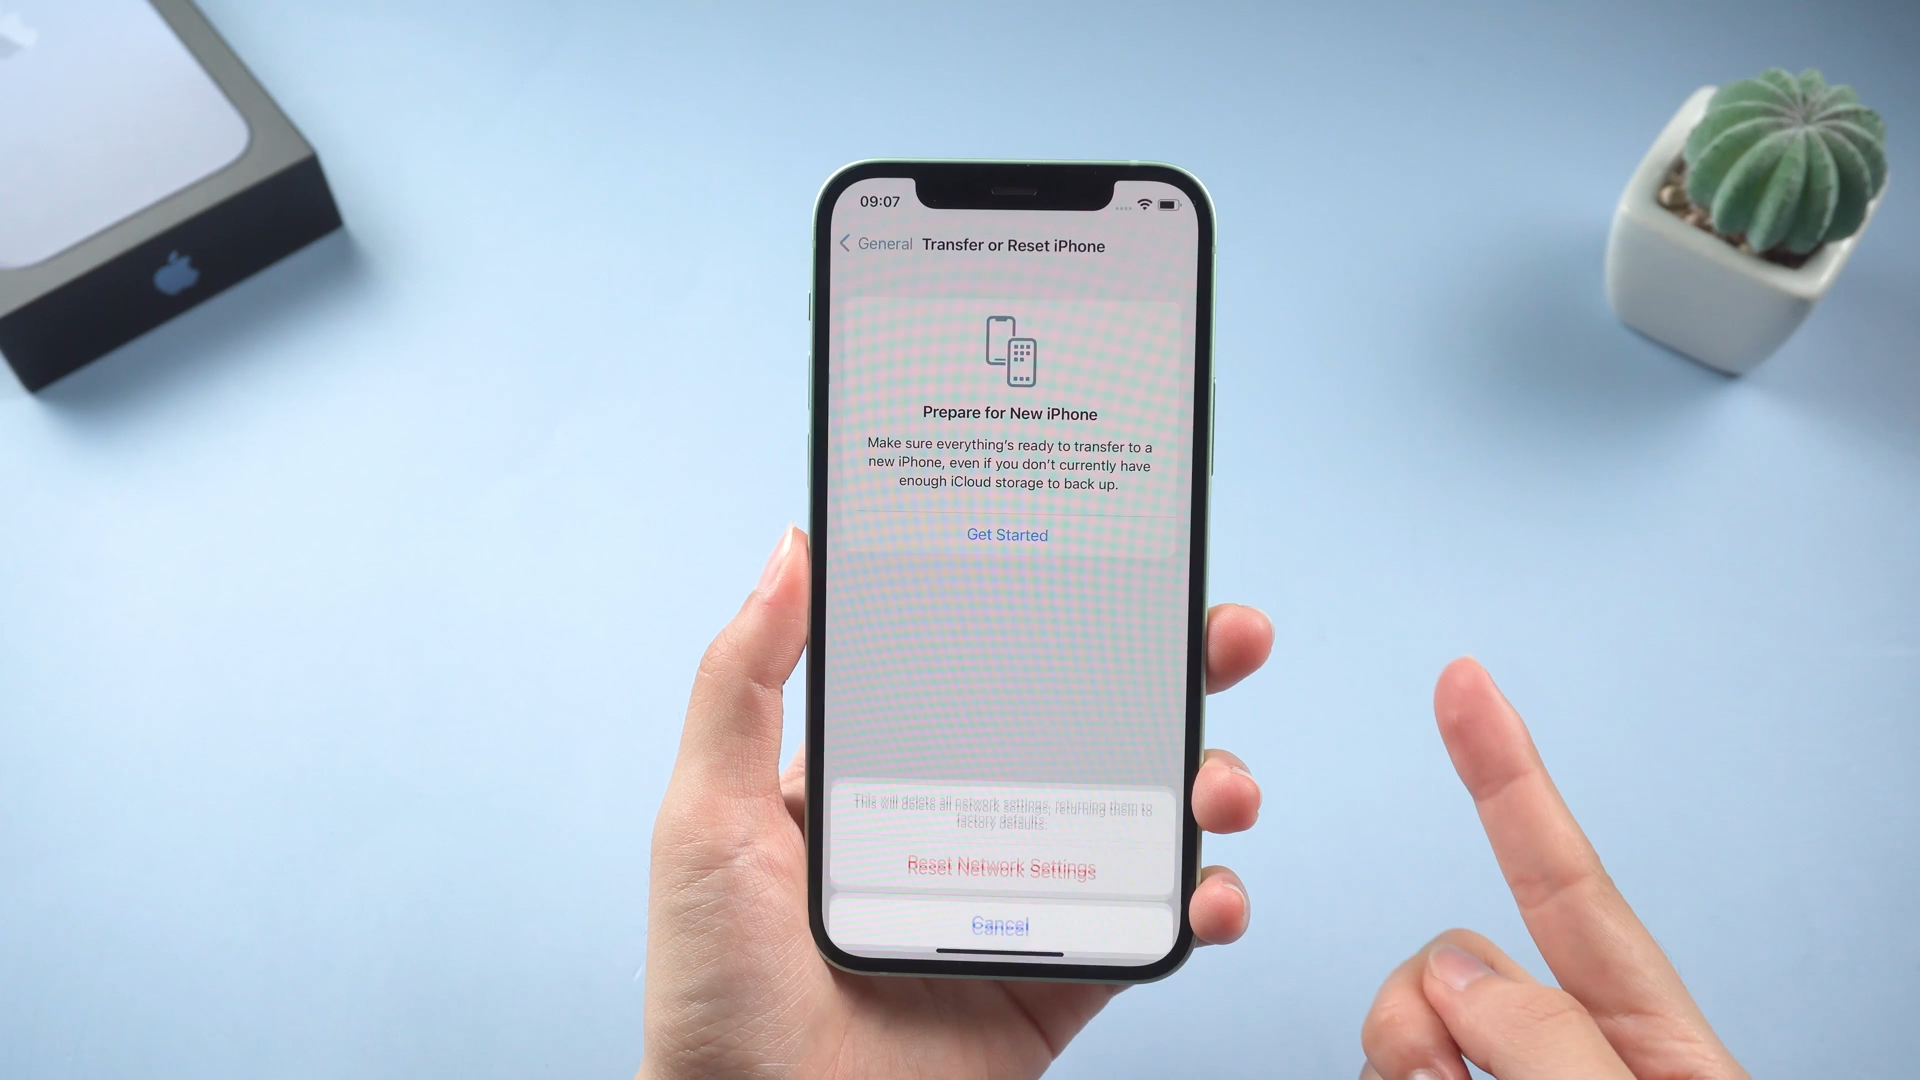 09:07
General Transfer or Reset iPhone
Prepare for New iPhone
Make sure everything's ready to transfer to a
new iPhone, even if you don't currently have
enough iCloud storage to back up.
Get Started
This will delete all network settings, returning them to
factory defaults.
Reset Network Settings
Cancel